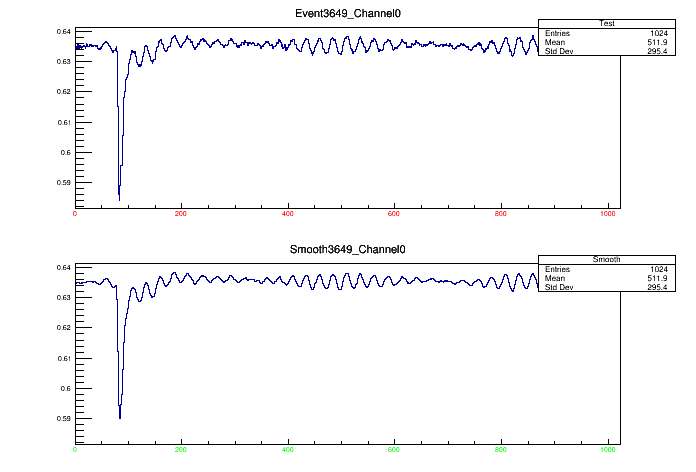 Event3649_Channel0
Test
Entries 1024
Mean 511.9
Std Dev 295.4
0.64
0.63
0.62
0.61
0.6
0.59
0 200 400 600 800 1000
Smooth3649_Channel0
Smooth
Entries 1024
Mean 511.9
Std Dev 295.4
0.64
0.63
0.62
0.61
0.6
0.59
0 200 400 600 800 1000